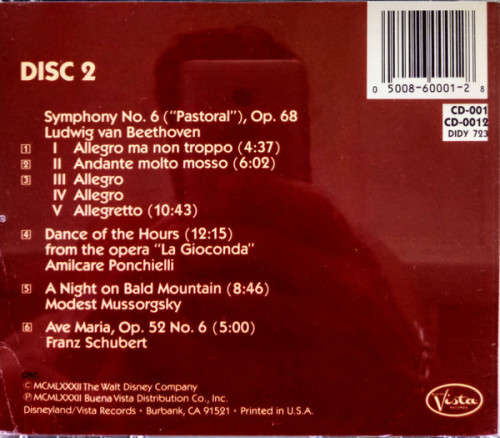 DISC 2
0 5008-60001-2 8
CD-001
CD-0012
DIDY 723
Symphony No. 6 ("Pastoral"), Op. 68
Ludwig van Beethoven
1 I Allegro ma non troppo (4:37)
2 II Andante molto mosso (6:02)
3 III Allegro
IV Allegro
V Allegretto (10:43)
4 Dance of the Hours (12:15)
from the opera "La Gioconda"
Amilcare Ponchielli
5 A Night on Bald Mountain (8:46)
Modest Mussorgsky
6 Ave Maria, Op. 52 No. 6 (5:00)
Franz Schubert
© MCMLXXXII The Walt Disney Company
℗ MCMLXXXII Buena Vista Distribution Co., Inc.
Disneyland/Vista Records • Burbank, CA 91521 • Printed in U.S.A.
Vista
RECORDS